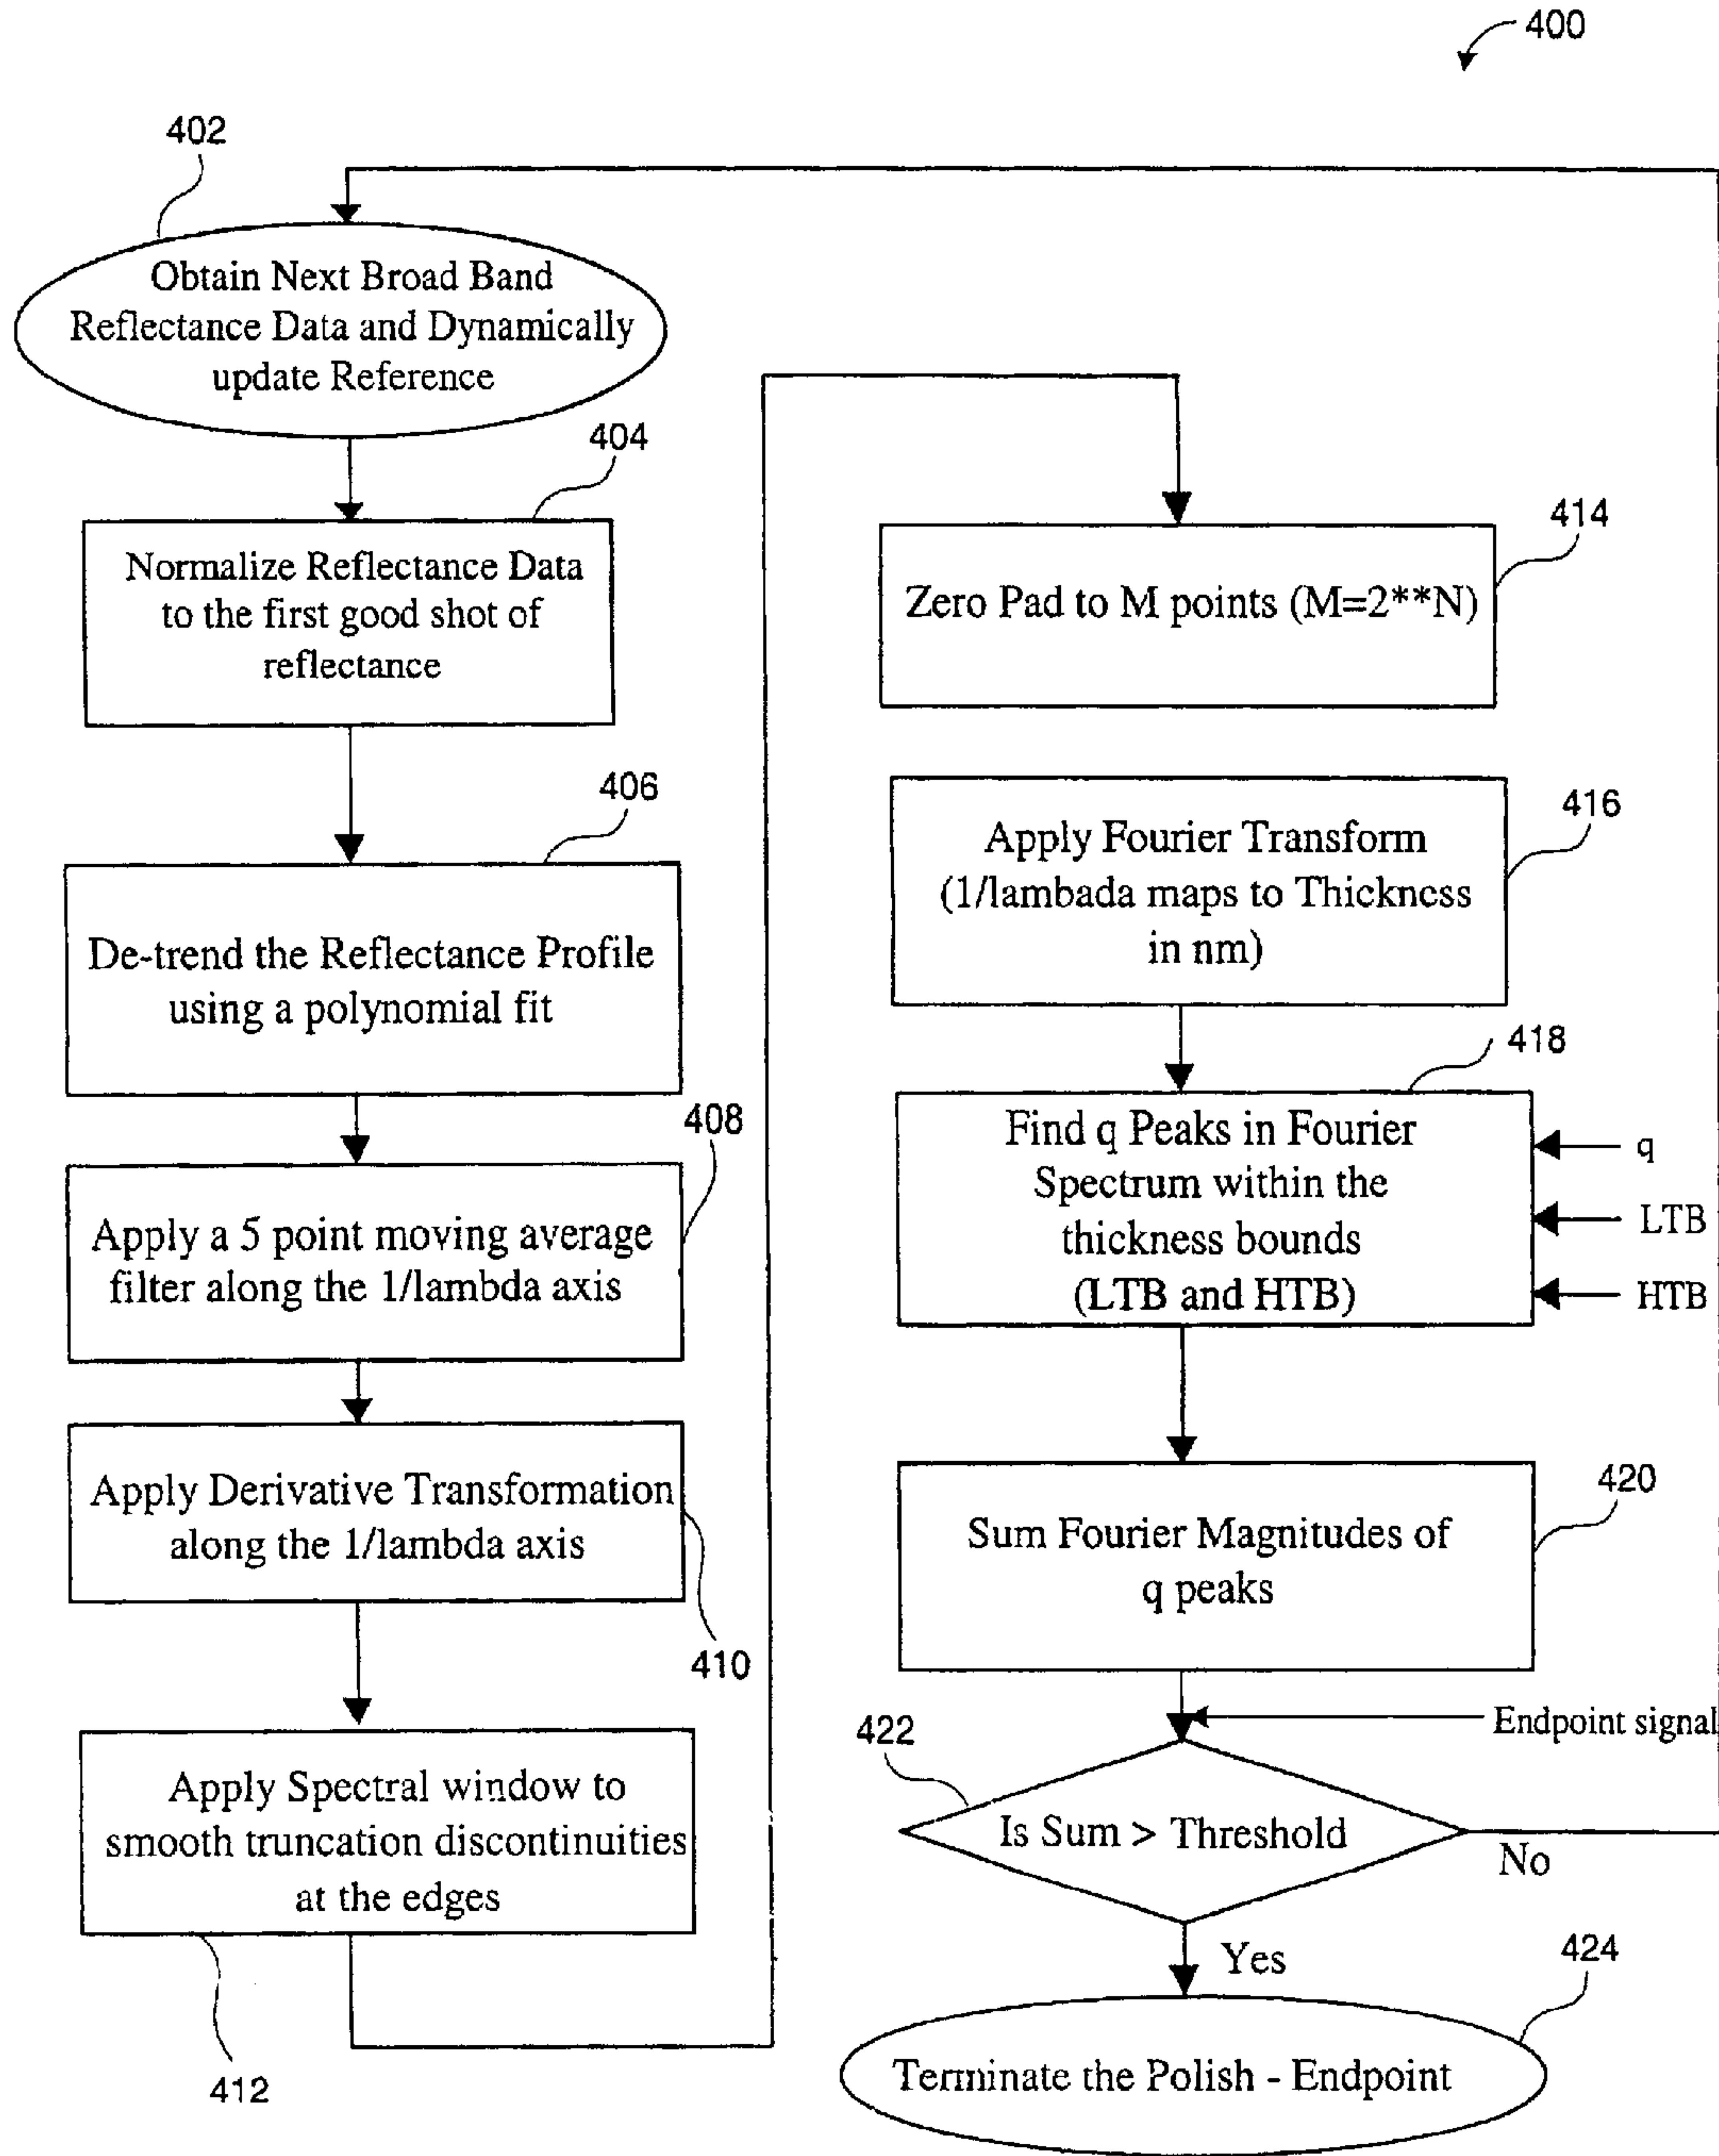 400
402
Obtain Next Broad Band
Reflectance Data and Dynamically
update Reference
404
Normalize Reflectance Data
to the first good shot of
reflectance
406
De-trend the Reflectance Profile
using a polynomial fit
408
Apply a 5 point moving average
filter along the 1/lambda axis
Apply Derivative Transformation
along the 1/lambda axis
410
Apply Spectral window to
smooth truncation discontinuities
at the edges
412
414
Zero Pad to M points (M=2**N)
416
Apply Fourier Transform
(1/lambada maps to Thickness
in nm)
418
Find q Peaks in Fourier
Spectrum within the
thickness bounds
(LTB and HTB)
q
LTB
HTB
420
Sum Fourier Magnitudes of
q peaks
Endpoint signal
422
Is Sum > Threshold
No
Yes
424
Terminate the Polish - Endpoint